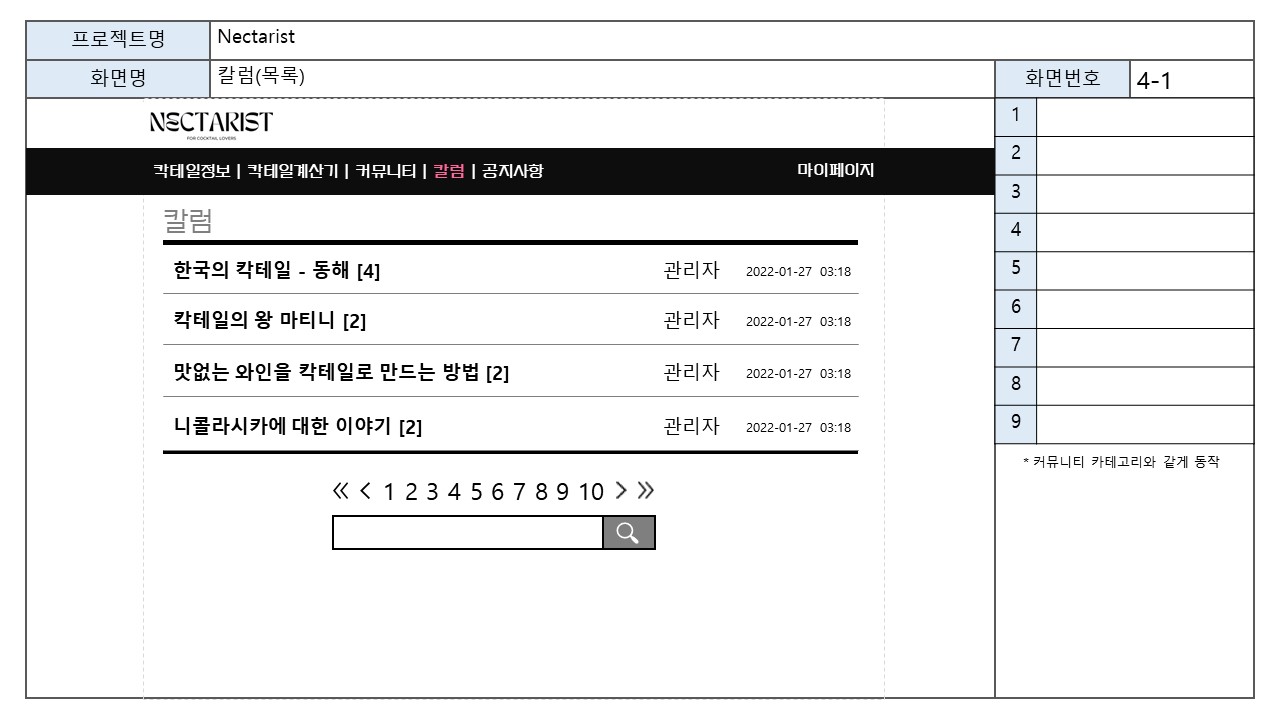 프로젝트명 Nectarist
화면명 칼럼(목록) 화면번호 4-1
NECTARIST
FOR COCKTAIL LOVERS
칵테일정보 | 칵테일계산기 | 커뮤니티 | 칼럼 | 공지사항 마이페이지
칼럼
한국의 칵테일 - 동해 [4] 관리자 2022-01-27 03:18
칵테일의 왕 마티니 [2] 관리자 2022-01-27 03:18
맛없는 와인을 칵테일로 만드는 방법 [2] 관리자 2022-01-27 03:18
니콜라시카에 대한 이야기 [2] 관리자 2022-01-27 03:18
≪ < 1 2 3 4 5 6 7 8 9 10 > ≫
1
2
3
4
5
6
7
8
9
* 커뮤니티 카테고리와 같게 동작